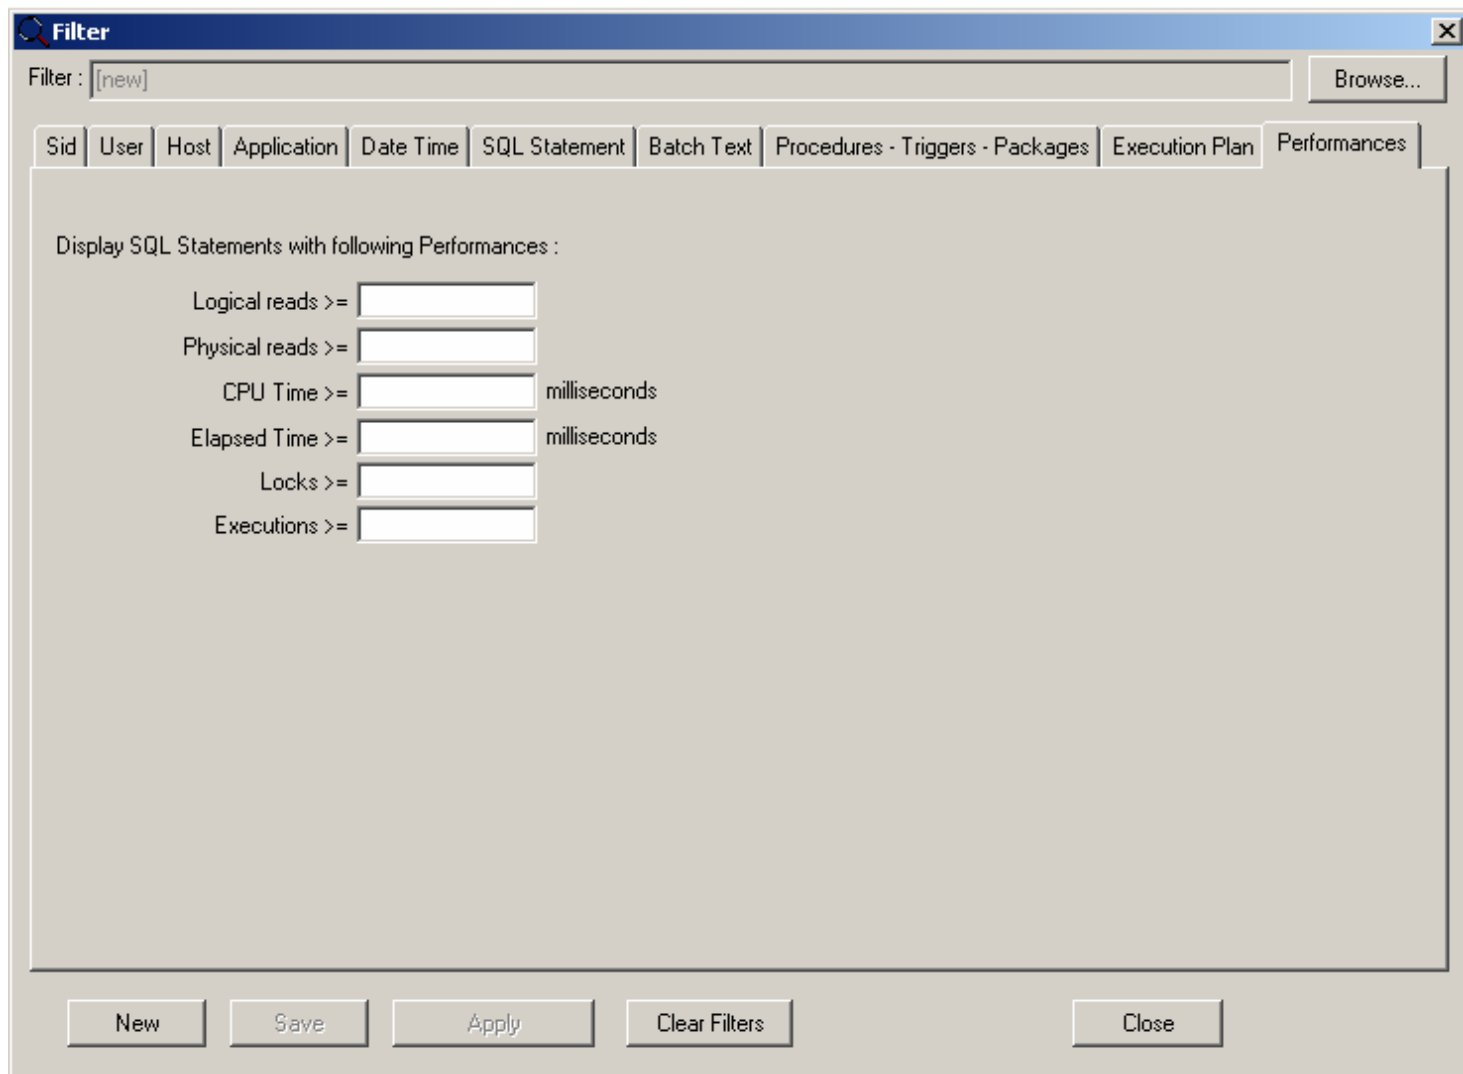 Filter
Filter : [new] Browse...
Sid User Host Application Date Time SQL Statement Batch Text Procedures - Triggers - Packages Execution Plan Performances
Display SQL Statements with following Performances :
Logical reads >=
Physical reads >=
CPU Time >= milliseconds
Elapsed Time >= milliseconds
Locks >=
Executions >=
New Save Apply Clear Filters Close